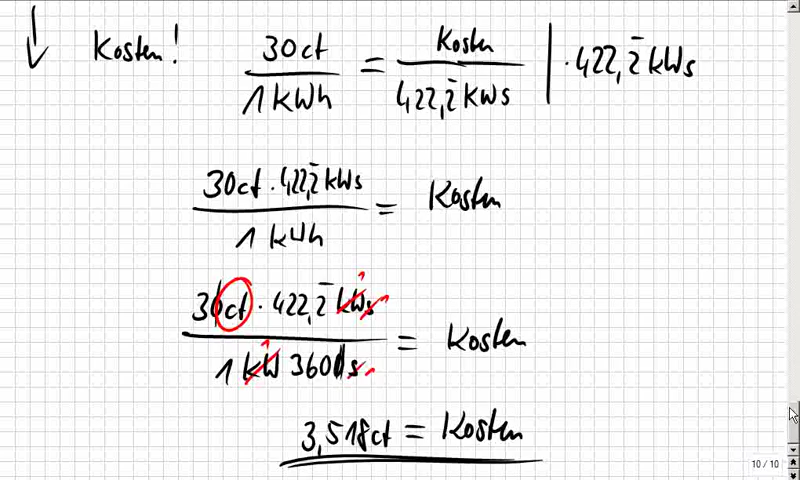 Kosten! 30ct / 1 kWh = Kosten / 422,2̅ kWs | · 422,2̅ kWs
30ct · 422,2̅ kWs / 1 kWh = Kosten
30ct · 422,2̅ kWs / 1 kW 3600s = Kosten
3,518ct = Kosten
10 / 10